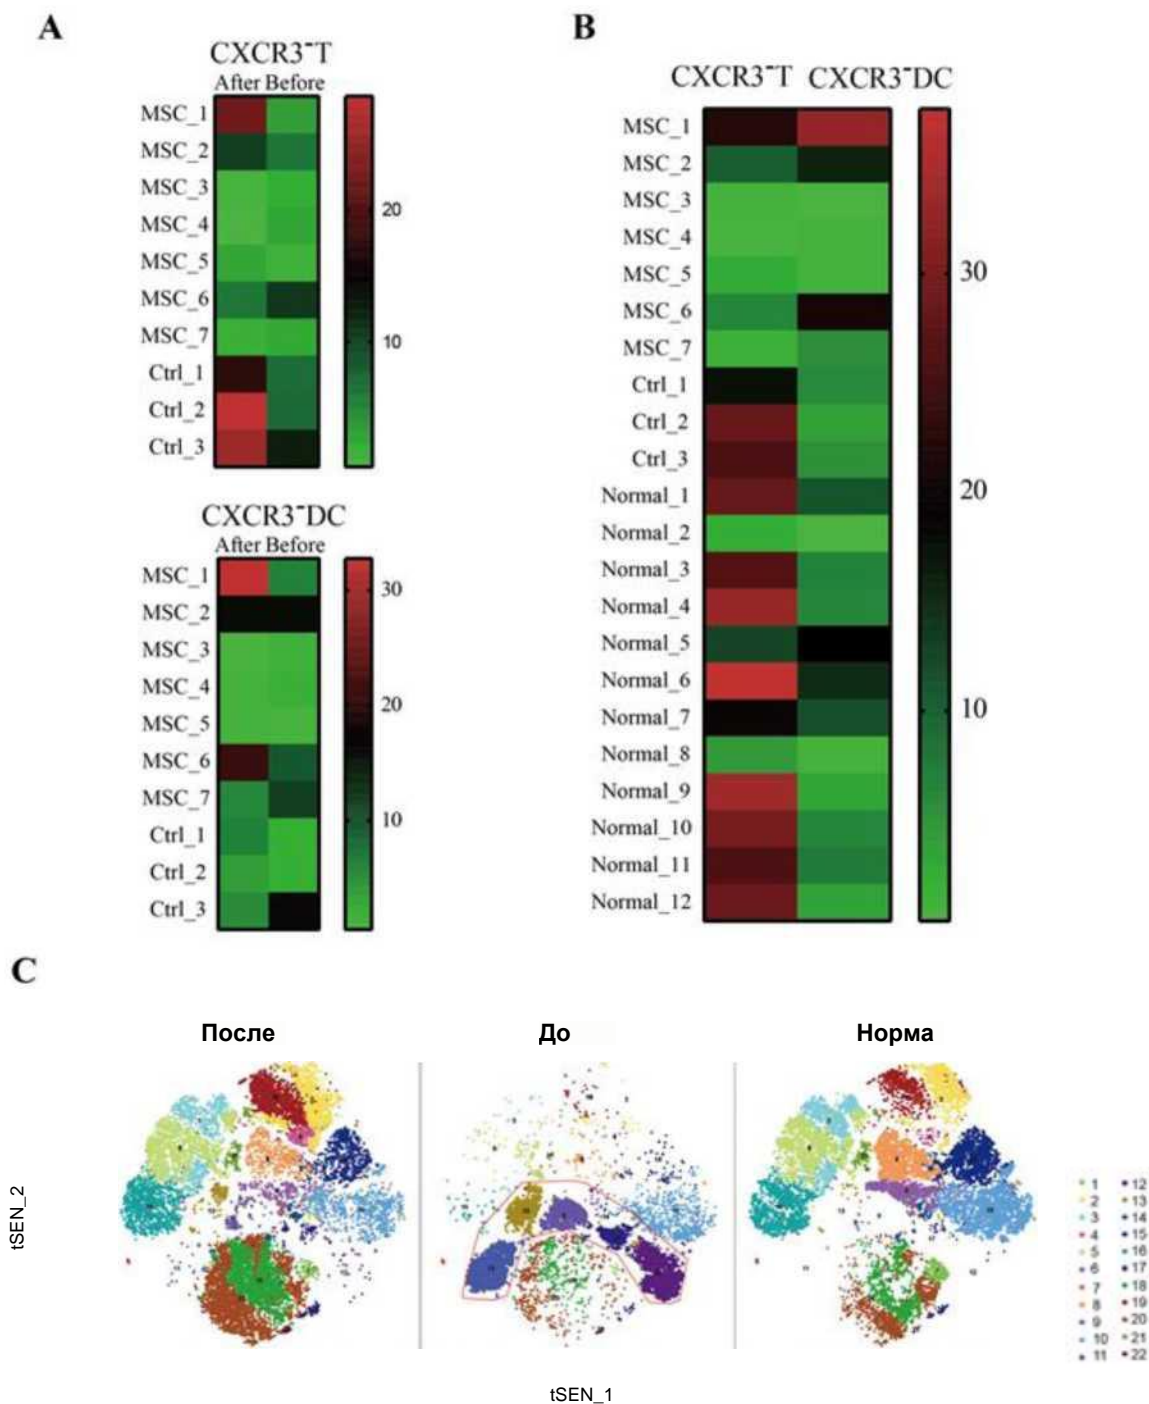 A
CXCR3⁻T
After Before
MSC_1
MSC_2
MSC_3
MSC_4
MSC_5
MSC_6
MSC_7
Ctrl_1
Ctrl_2
Ctrl_3
20
10
CXCR3⁻DC
After Before
MSC_1
MSC_2
MSC_3
MSC_4
MSC_5
MSC_6
MSC_7
Ctrl_1
Ctrl_2
Ctrl_3
30
20
10
B
CXCR3⁻T CXCR3⁻DC
MSC_1
MSC_2
MSC_3
MSC_4
MSC_5
MSC_6
MSC_7
Ctrl_1
Ctrl_2
Ctrl_3
Normal_1
Normal_2
Normal_3
Normal_4
Normal_5
Normal_6
Normal_7
Normal_8
Normal_9
Normal_10
Normal_11
Normal_12
30
20
10
C
После До Норма
tSEN_2
1 12
2 13
3 14
4 15
5 16
6 17
7 18
8 19
9 20
10 21
11 22
tSEN_1